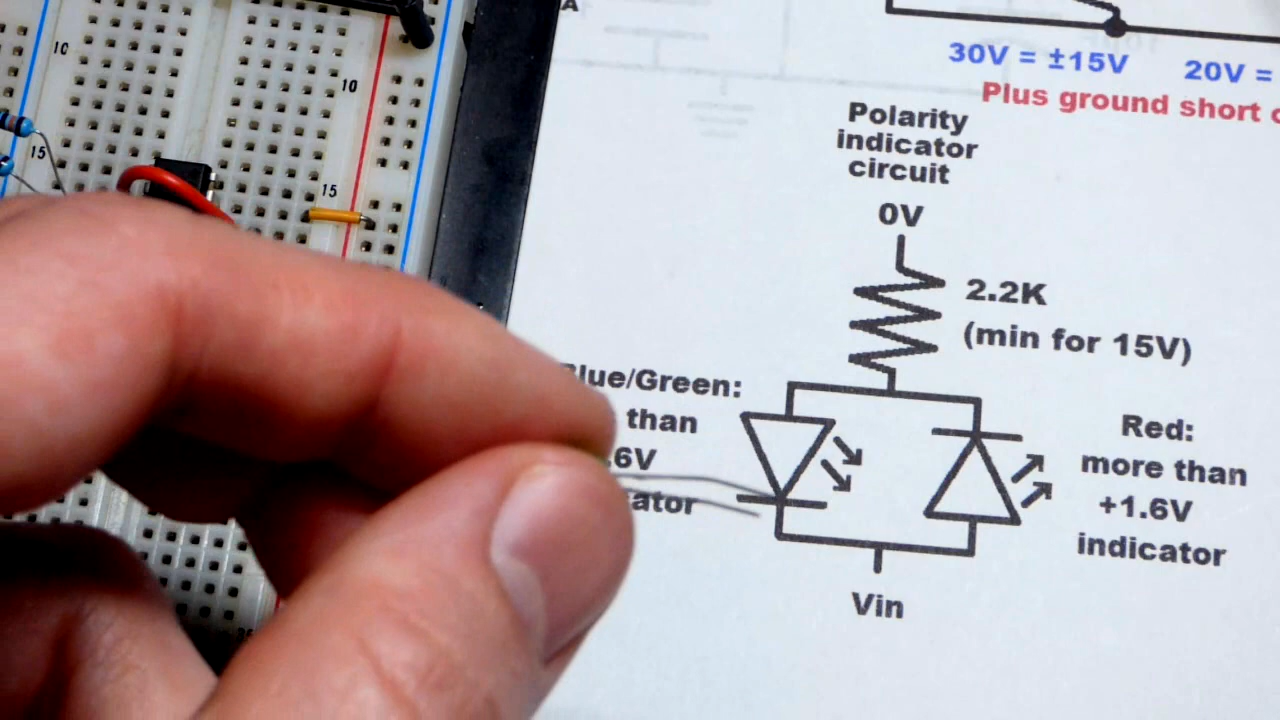 10
15
10
15
A
30V = ±15V 20V =
Plus ground short
Polarity
indicator
circuit
0V
2.2K
(min for 15V)
lue/Green:
than
.6V
ator
Red:
more than
+1.6V
indicator
Vin